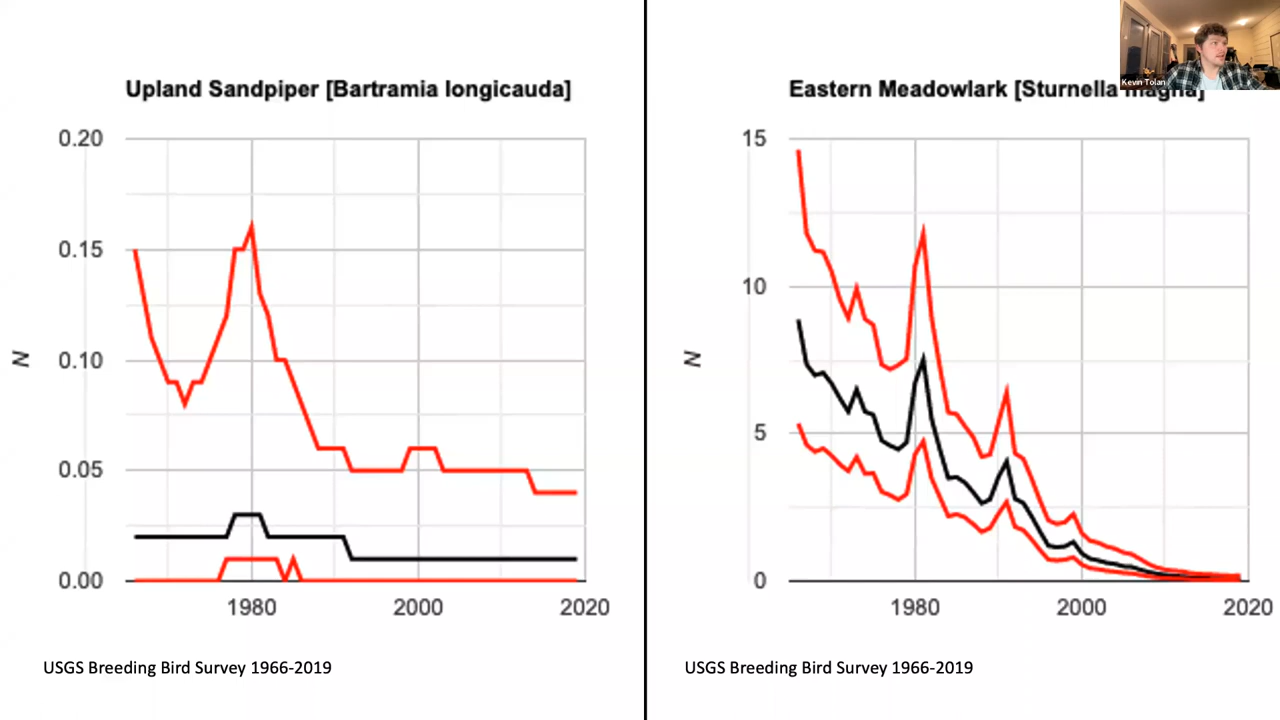 Upland Sandpiper [Bartramia longicauda]
0.20
0.15
0.10
0.05
0.00
N
1980
2000
2020
USGS Breeding Bird Survey 1966-2019
Kevin Tolan
Eastern Meadowlark [Sturnella magna]
15
10
5
0
N
1980
2000
2020
USGS Breeding Bird Survey 1966-2019